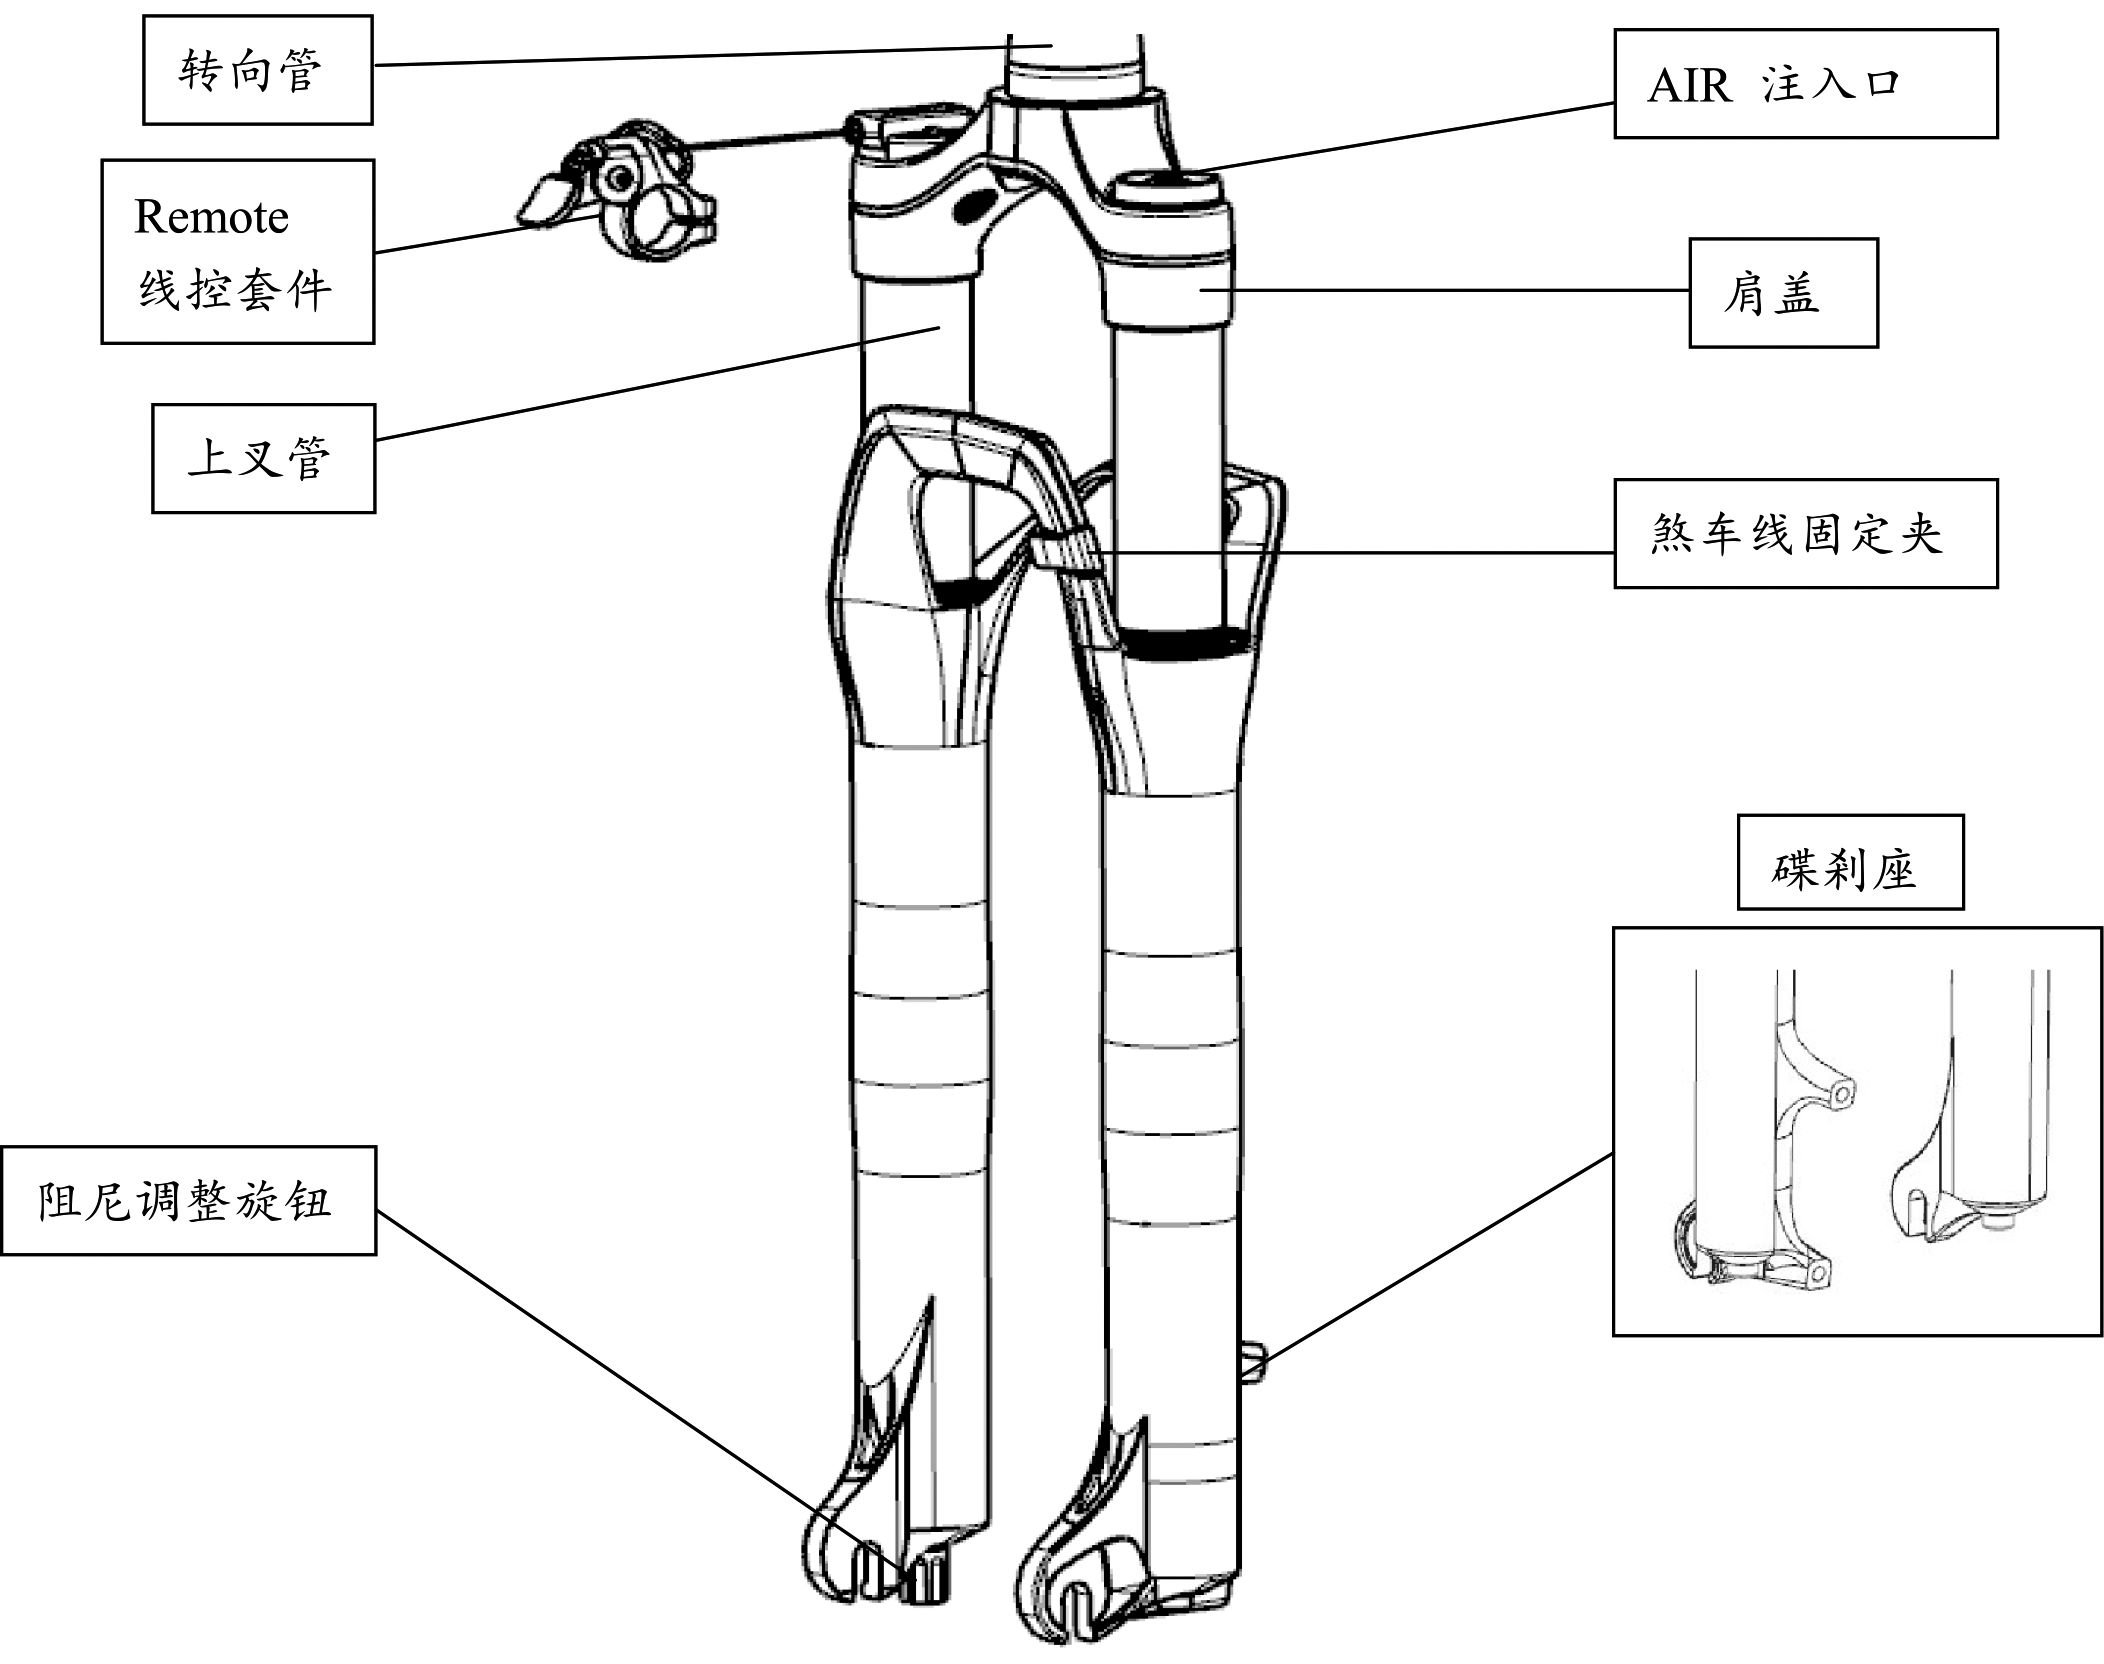 转向管
AIR 注入口
Remote
线控套件
肩盖
上叉管
煞车线固定夹
碟刹座
阻尼调整旋钮